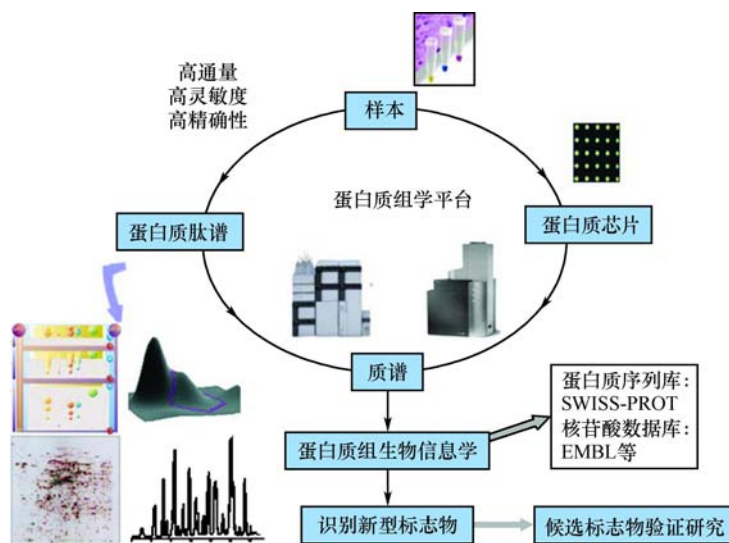 高通量
高灵敏度
高精确性
样本
蛋白质组学平台
蛋白质肽谱
蛋白质芯片
质谱
蛋白质序列库：
SWISS-PROT
核苷酸数据库：
EMBL等
蛋白质组生物信息学
识别新型标志物
候选标志物验证研究